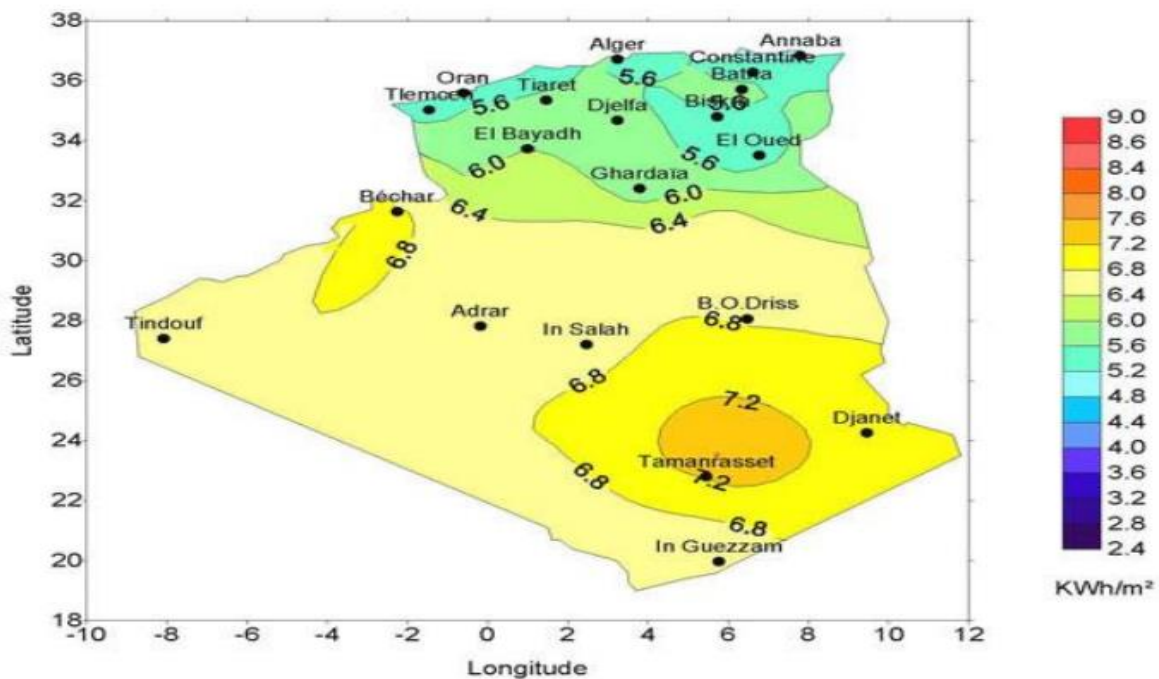 38
36
34
32
30
28
26
24
22
20
18
Latitude
-10 -8 -6 -4 -2 0 2 4 6 8 10 12
Longitude
Annaba
Alger
Constantine
Batna
5.6
Oran
Tiaret
Tlemcen
5.6
Djelfa
Biskra
5.6
El Bayadh
El Oued
5.6
6.0
Ghardaïa
6.0
Béchar
6.4
6.4
6.8
B.O.Driss
6.8
Tindouf
Adrar
In Salah
6.8
7.2
Djanet
Tamanrasset
7.2
6.8
6.8
In Guezzam
9.0
8.6
8.4
8.0
7.6
7.2
6.8
6.4
6.0
5.6
5.2
4.8
4.4
4.0
3.6
3.2
2.8
2.4
KWh/m²